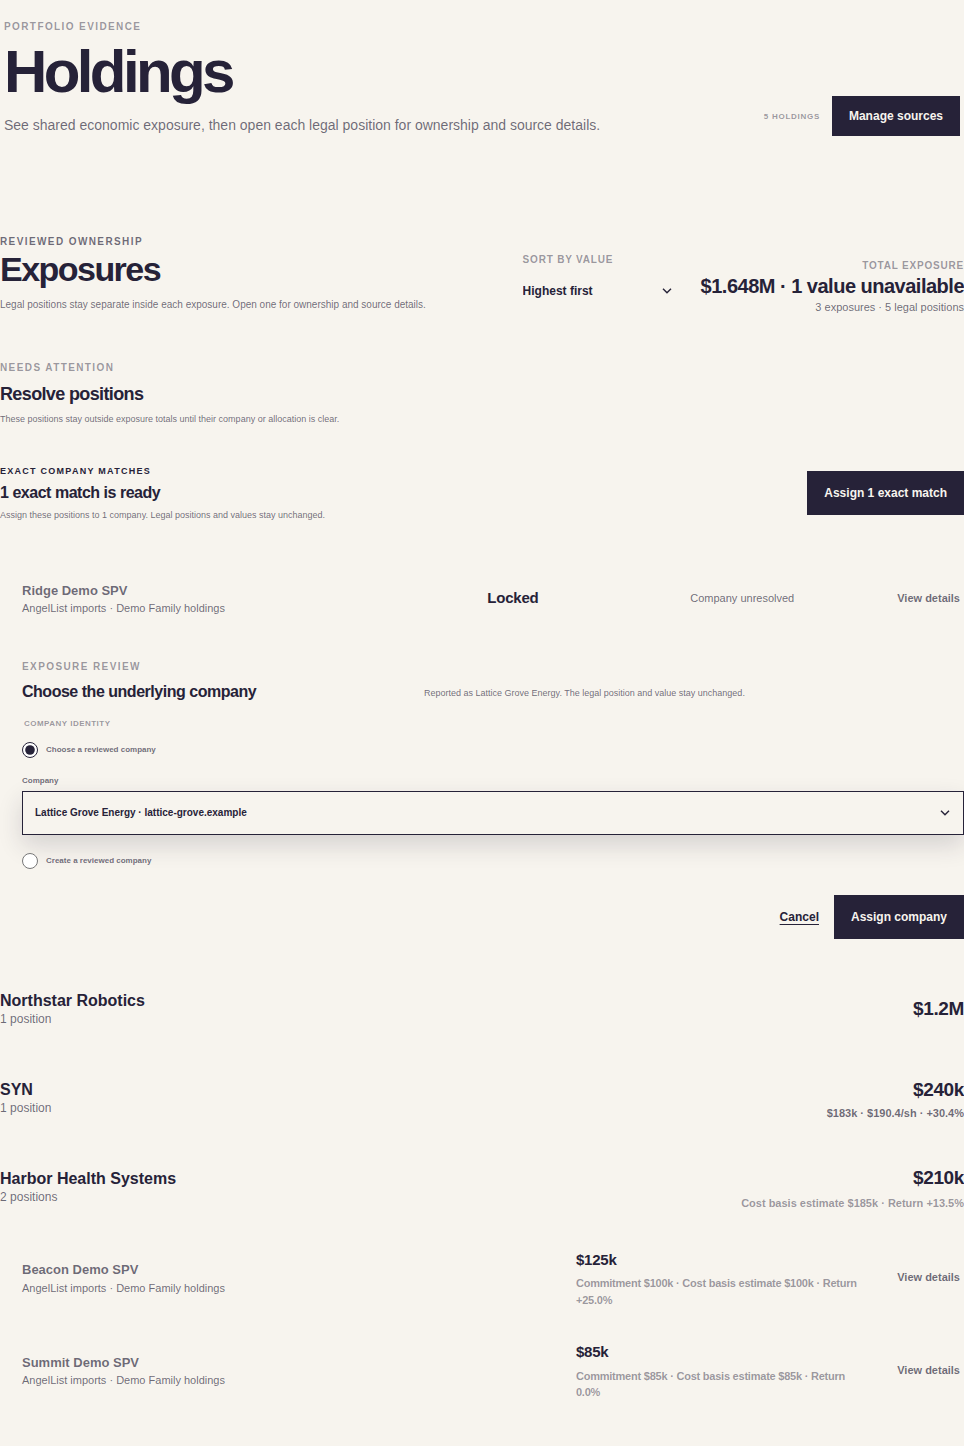 PORTFOLIO EVIDENCE
Holdings
See shared economic exposure, then open each legal position for ownership and source details.
5 HOLDINGS
Manage sources
REVIEWED OWNERSHIP
Exposures
Legal positions stay separate inside each exposure. Open one for ownership and source details.
SORT BY VALUE
Highest first
TOTAL EXPOSURE
$1.648M · 1 value unavailable
3 exposures · 5 legal positions
NEEDS ATTENTION
Resolve positions
These positions stay outside exposure totals until their company or allocation is clear.
EXACT COMPANY MATCHES
1 exact match is ready
Assign these positions to 1 company. Legal positions and values stay unchanged.
Assign 1 exact match
Ridge Demo SPV
AngelList imports · Demo Family holdings
Locked
Company unresolved
View details
EXPOSURE REVIEW
Choose the underlying company
Reported as Lattice Grove Energy. The legal position and value stay unchanged.
COMPANY IDENTITY
Choose a reviewed company
Company
Lattice Grove Energy · lattice-grove.example
Create a reviewed company
Cancel
Assign company
Northstar Robotics
1 position
$1.2M
SYN
1 position
$240k
$183k · $190.4/sh · +30.4%
Harbor Health Systems
2 positions
$210k
Cost basis estimate $185k · Return +13.5%
Beacon Demo SPV
AngelList imports · Demo Family holdings
$125k
Commitment $100k · Cost basis estimate $100k · Return
+25.0%
View details
Summit Demo SPV
AngelList imports · Demo Family holdings
$85k
Commitment $85k · Cost basis estimate $85k · Return
0.0%
View details